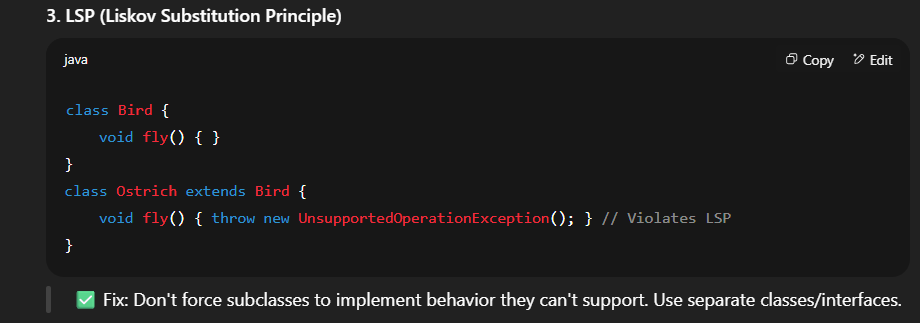 3. LSP (Liskov Substitution Principle)
java
Copy
Edit
class Bird {
    void fly() { }
}
class Ostrich extends Bird {
    void fly() { throw new UnsupportedOperationException(); } // Violates LSP
}
✅ Fix: Don't force subclasses to implement behavior they can't support. Use separate classes/interfaces.